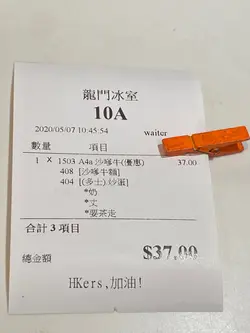 龍門冰室
10A
2020/05/07 10:45:54 waiter
數量 項目
1 X 1503 A4a 沙嗲牛(優惠) 37.00
408 [沙嗲牛麵]
404 [(多士)炒蛋]
*奶
*丈
*要茶走
合計 3 項目
總金額 $37.00
HKers,加油!